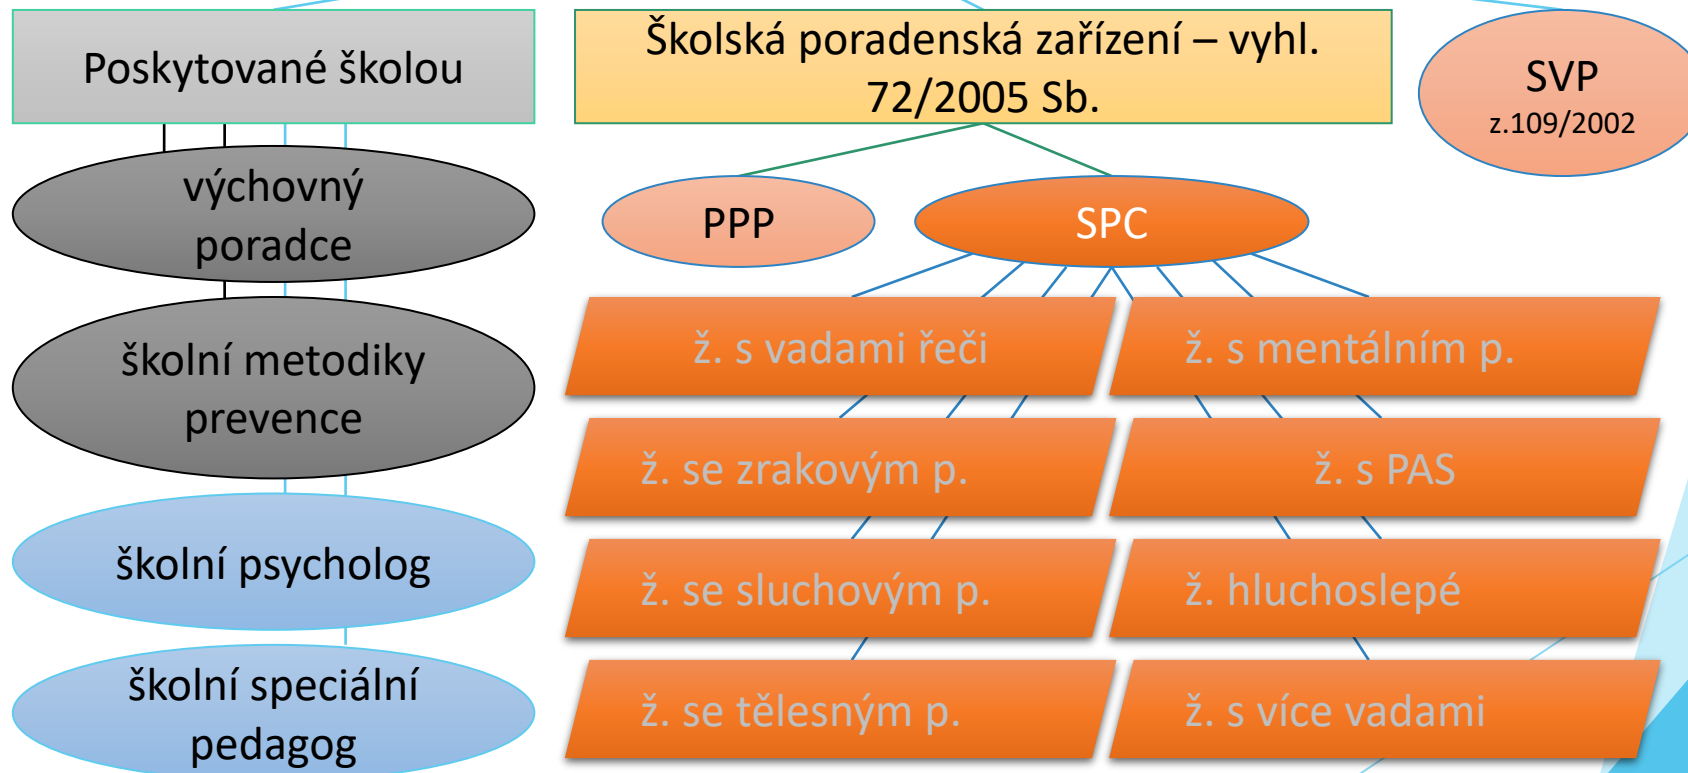 Poskytované školou
výchovný
poradce
školní metodiky
prevence
školní psycholog
školní speciální
pedagog
Školská poradenská zařízení – vyhl.
72/2005 Sb.
PPP
SPC
ž. s vadami řeči
ž. s mentálním p.
ž. se zrakovým p.
ž. s PAS
ž. se sluchovým p.
ž. hluchoslepé
ž. se tělesným p.
ž. s více vadami
SVP
z.109/2002